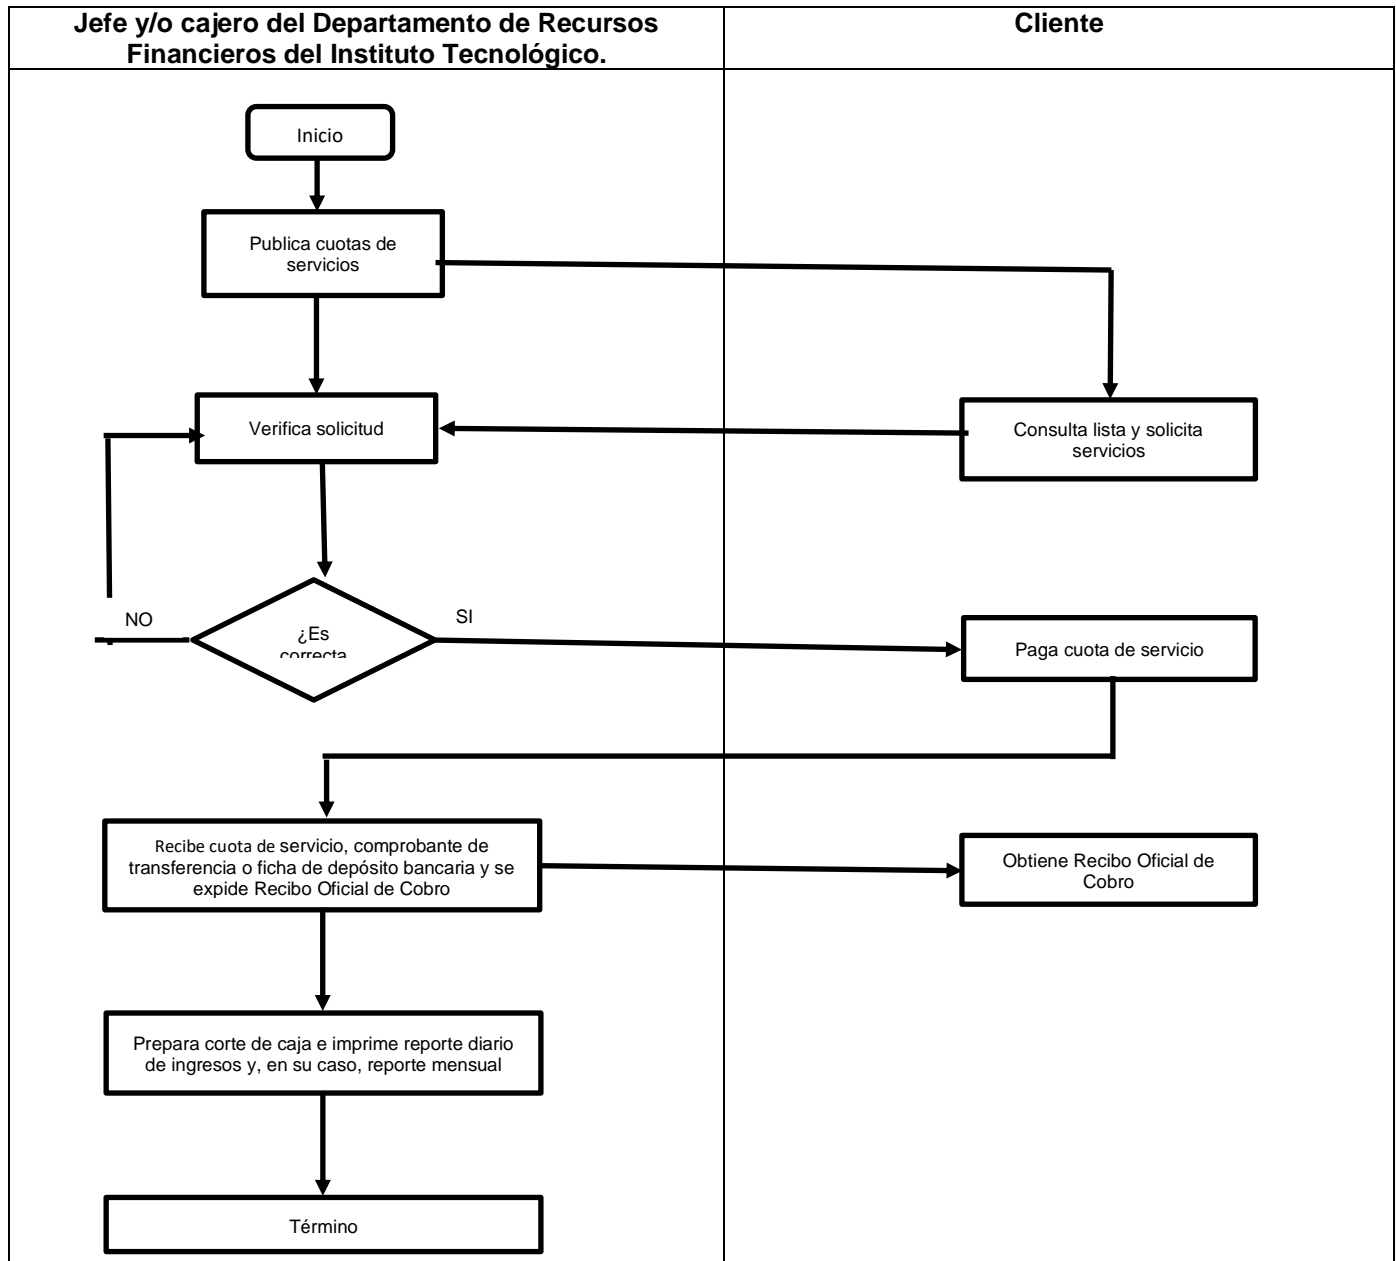 Jefe y/o cajero del Departamento de Recursos
Financieros del Instituto Tecnológico.
Cliente
Inicio
Publica cuotas de
servicios
Verifica solicitud
Consulta lista y solicita
servicios
NO
¿Es
correcta
SI
Paga cuota de servicio
Recibe cuota de servicio, comprobante de
transferencia o ficha de depósito bancaria y se
expide Recibo Oficial de Cobro
Obtiene Recibo Oficial de
Cobro
Prepara corte de caja e imprime reporte diario
de ingresos y, en su caso, reporte mensual
Término